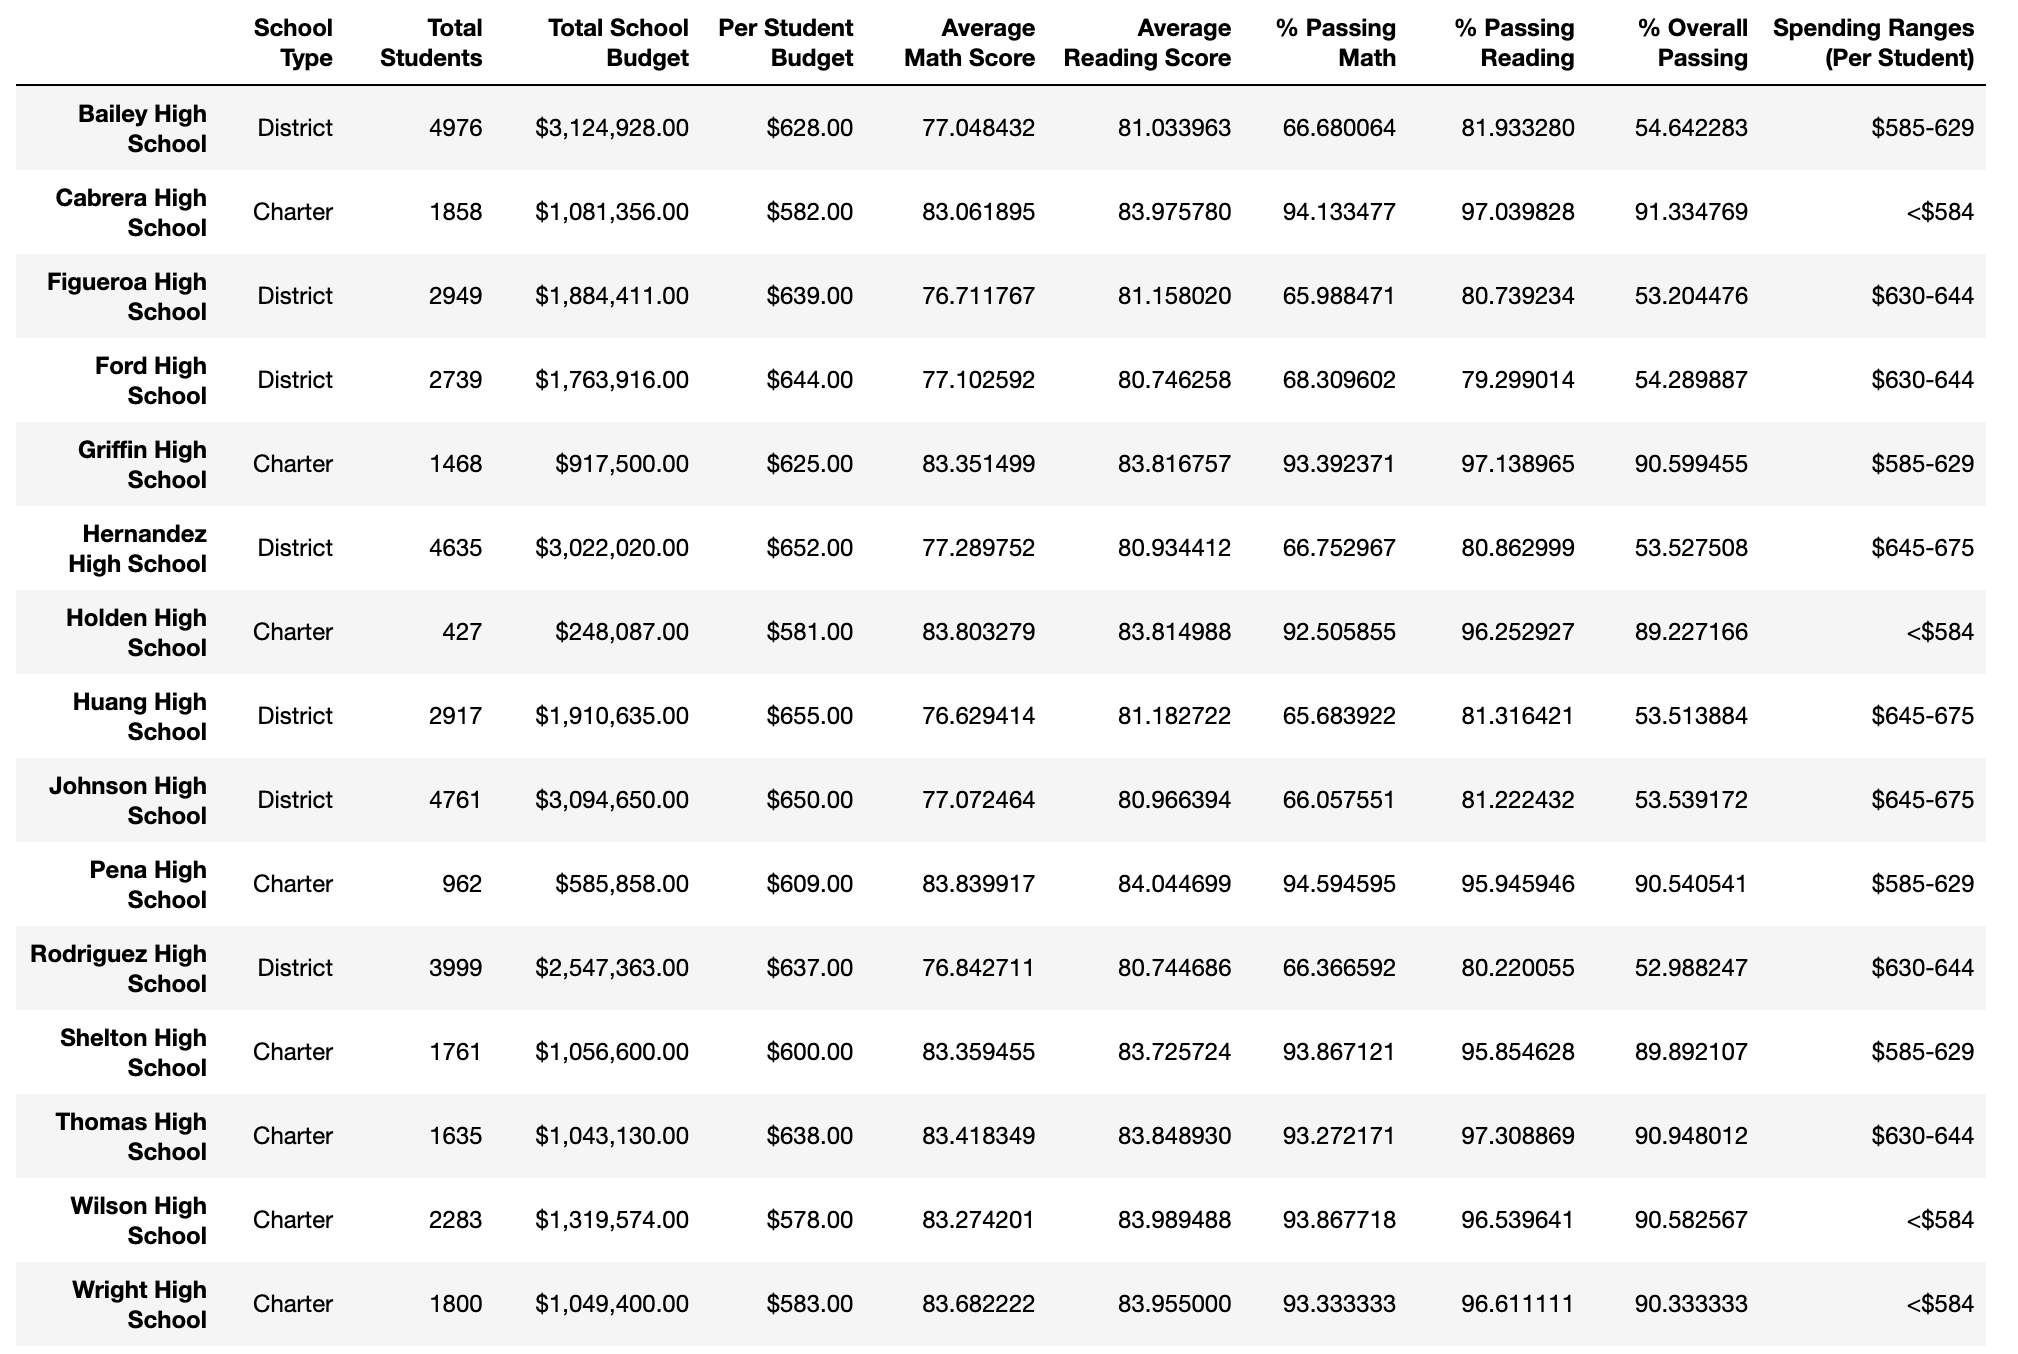 School Type Total Students Total School Budget Per Student Budget Average Math Score Average Reading Score % Passing Math % Passing Reading % Overall Passing Spending Ranges (Per Student)
Bailey High School District 4976 $3,124,928.00 $628.00 77.048432 81.033963 66.680064 81.933280 54.642283 $585-629
Cabrera High School Charter 1858 $1,081,356.00 $582.00 83.061895 83.975780 94.133477 97.039828 91.334769 <$584
Figueroa High School District 2949 $1,884,411.00 $639.00 76.711767 81.158020 65.988471 80.739234 53.204476 $630-644
Ford High School District 2739 $1,763,916.00 $644.00 77.102592 80.746258 68.309602 79.299014 54.289887 $630-644
Griffin High School Charter 1468 $917,500.00 $625.00 83.351499 83.816757 93.392371 97.138965 90.599455 $585-629
Hernandez High School District 4635 $3,022,020.00 $652.00 77.289752 80.934412 66.752967 80.862999 53.527508 $645-675
Holden High School Charter 427 $248,087.00 $581.00 83.803279 83.814988 92.505855 96.252927 89.227166 <$584
Huang High School District 2917 $1,910,635.00 $655.00 76.629414 81.182722 65.683922 81.316421 53.513884 $645-675
Johnson High School District 4761 $3,094,650.00 $650.00 77.072464 80.966394 66.057551 81.222432 53.539172 $645-675
Pena High School Charter 962 $585,858.00 $609.00 83.839917 84.044699 94.594595 95.945946 90.540541 $585-629
Rodriguez High School District 3999 $2,547,363.00 $637.00 76.842711 80.744686 66.366592 80.220055 52.988247 $630-644
Shelton High School Charter 1761 $1,056,600.00 $600.00 83.359455 83.725724 93.867121 95.854628 89.892107 $585-629
Thomas High School Charter 1635 $1,043,130.00 $638.00 83.418349 83.848930 93.272171 97.308869 90.948012 $630-644
Wilson High School Charter 2283 $1,319,574.00 $578.00 83.274201 83.989488 93.867718 96.539641 90.582567 <$584
Wright High School Charter 1800 $1,049,400.00 $583.00 83.682222 83.955000 93.333333 96.611111 90.333333 <$584